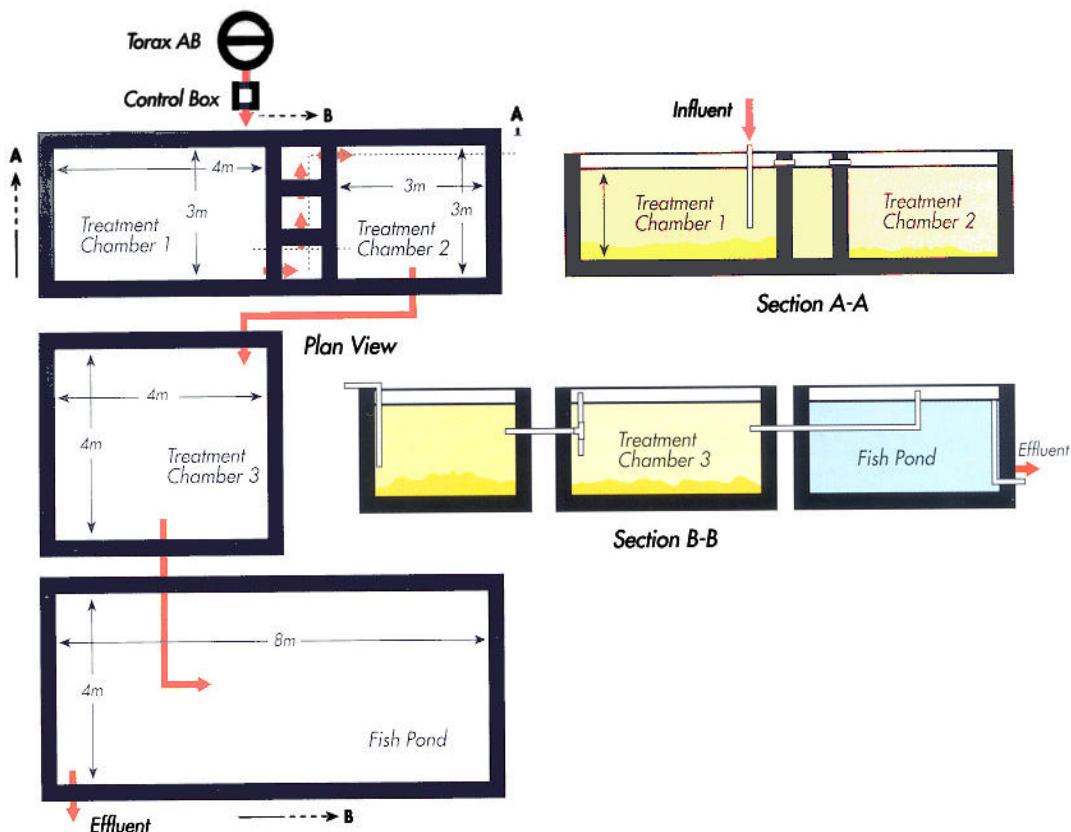 Torax AB
Control Box
B
A
A
4m
3m
Treatment
Chamber 1
3m
3m
Treatment
Chamber 2
Influent
Treatment
Chamber 1
Treatment
Chamber 2
Section A-A
Plan View
4m
4m
Treatment
Chamber 3
Treatment
Chamber 3
Fish Pond
Effluent
Section B-B
8m
4m
Fish Pond
Effluent
B